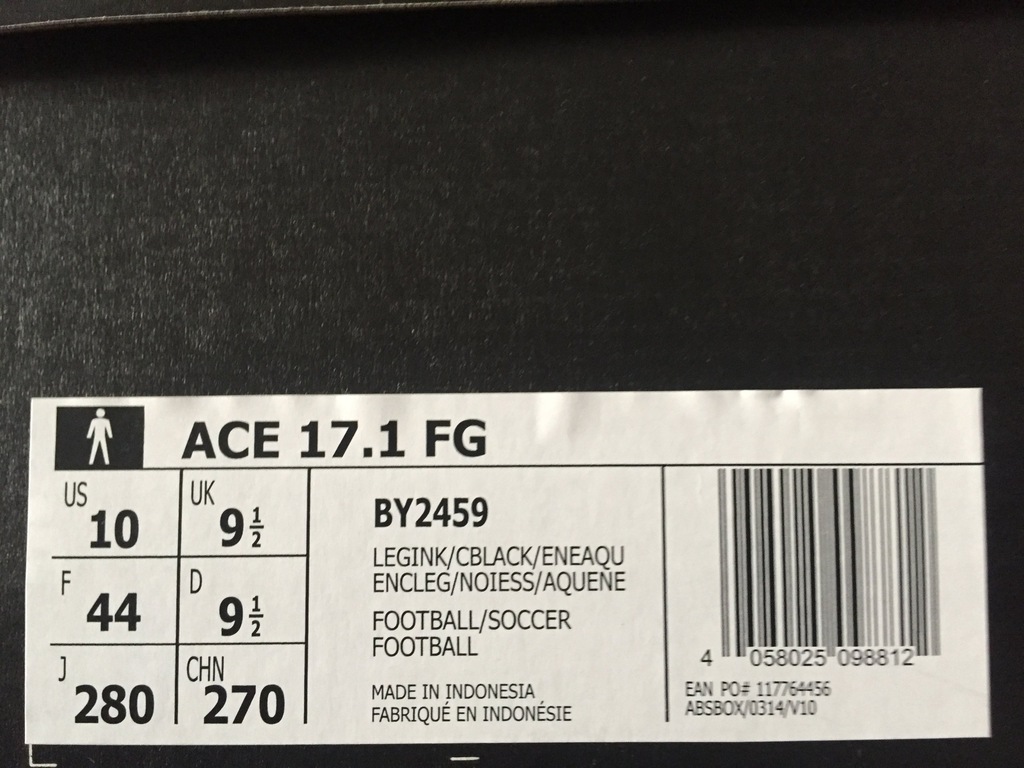 ACE 17.1 FG
US 10
UK 9 1/2
F 44
D 9 1/2
J 280
CHN 270
BY2459
LEGINK/CBLACK/ENEAQU
ENCLEG/NOIESS/AQUENE
FOOTBALL/SOCCER
FOOTBALL
MADE IN INDONESIA
FABRIQUÉ EN INDONÉSIE
4 058025 098812
EAN PO# 117764456
ABSBOX/0314/V10